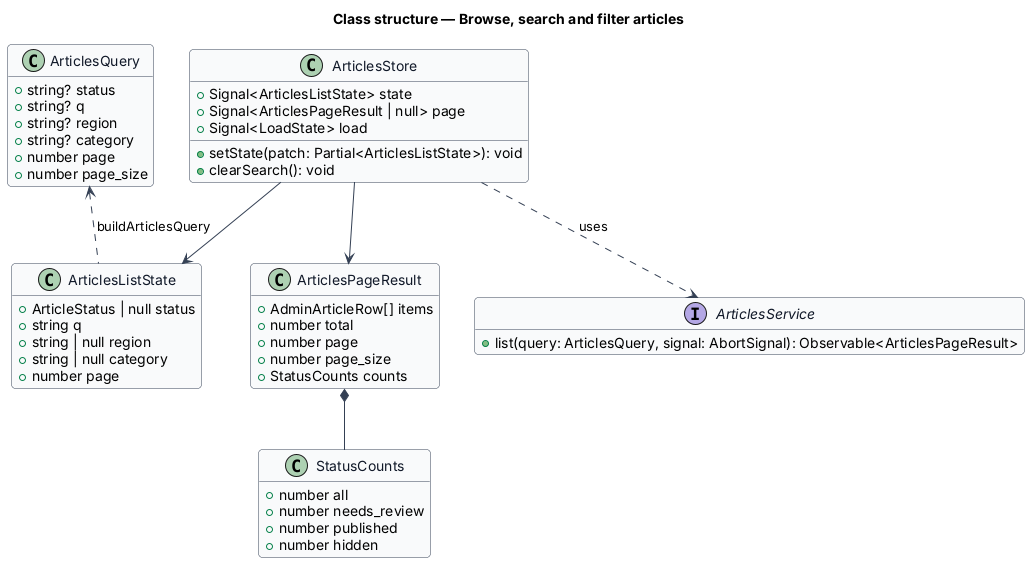 Class structure — Browse, search and filter articles
C ArticlesQuery
string? status
string? q
string? region
string? category
number page
number page_size
C ArticlesStore
Signal<ArticlesListState> state
Signal<ArticlesPageResult | null> page
Signal<LoadState> load
setState(patch: Partial<ArticlesListState>): void
clearSearch(): void
buildArticlesQuery
uses
C ArticlesListState
ArticleStatus | null status
string q
string | null region
string | null category
number page
C ArticlesPageResult
AdminArticleRow[] items
number total
number page
number page_size
StatusCounts counts
I ArticlesService
list(query: ArticlesQuery, signal: AbortSignal): Observable<ArticlesPageResult>
C StatusCounts
number all
number needs_review
number published
number hidden